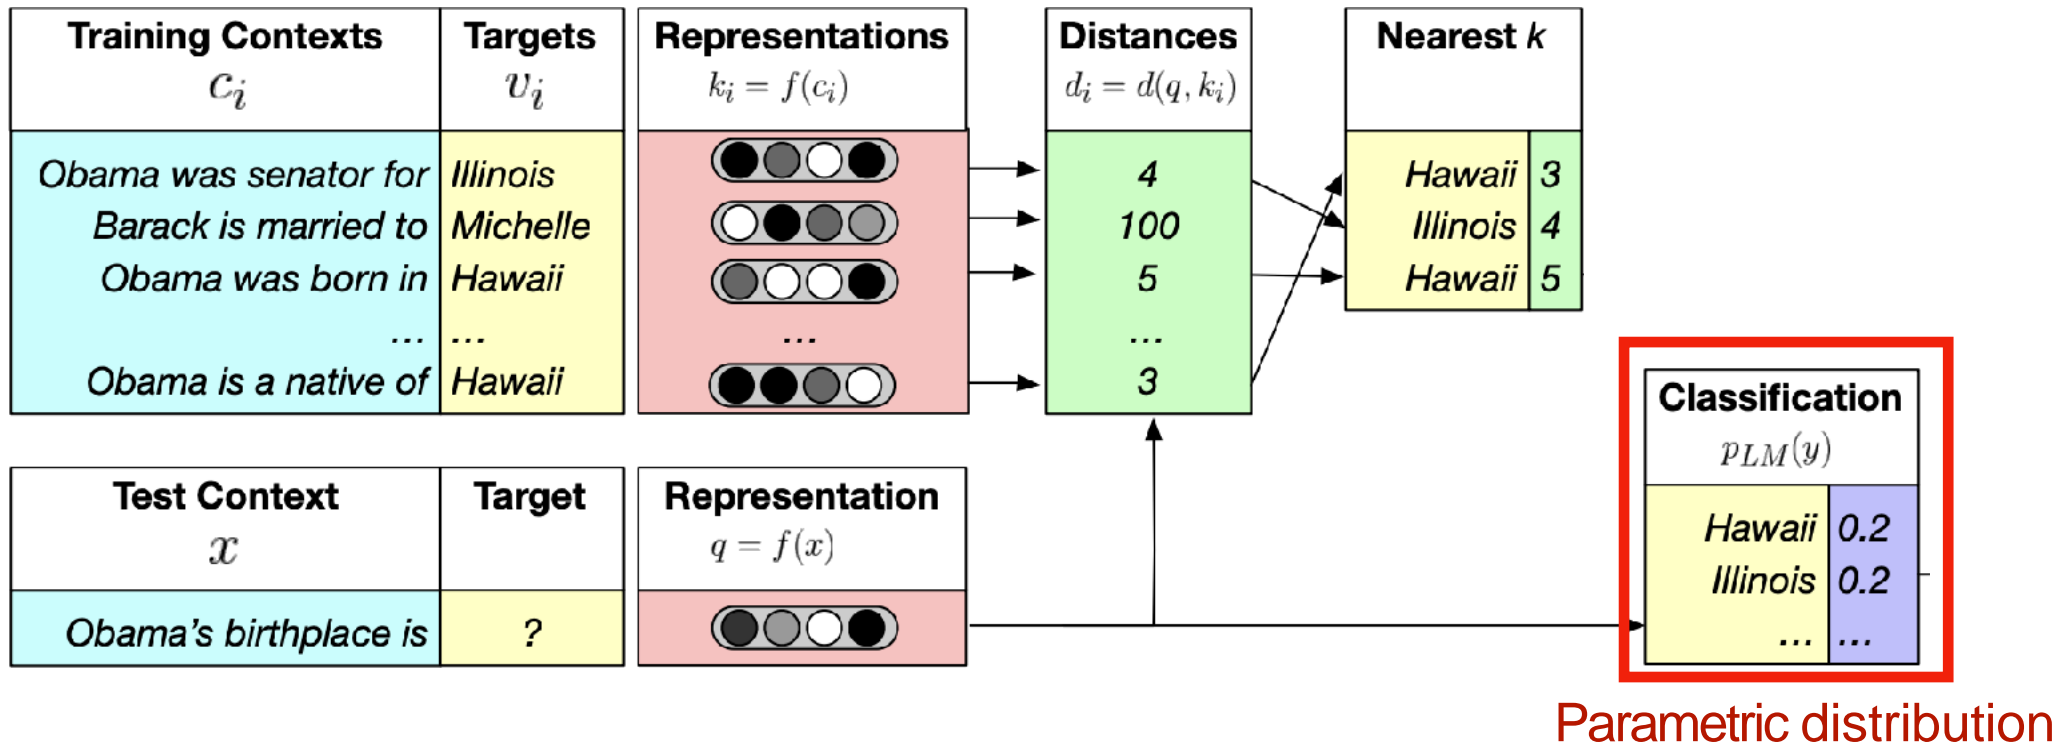 Training Contexts Targets Representations Distances Nearest k
c_i v_i k_i = f(c_i) d_i = d(q, k_i)
Obama was senator for Illinois 4 Hawaii 3
Barack is married to Michelle 100 Illinois 4
Obama was born in Hawaii 5 Hawaii 5
... ... ... ...
Obama is a native of Hawaii 3
Classification
p_{LM}(y)
Hawaii 0.2
Illinois 0.2
... ...
Test Context Target Representation
x q = f(x)
Obama's birthplace is ?
Parametric distribution